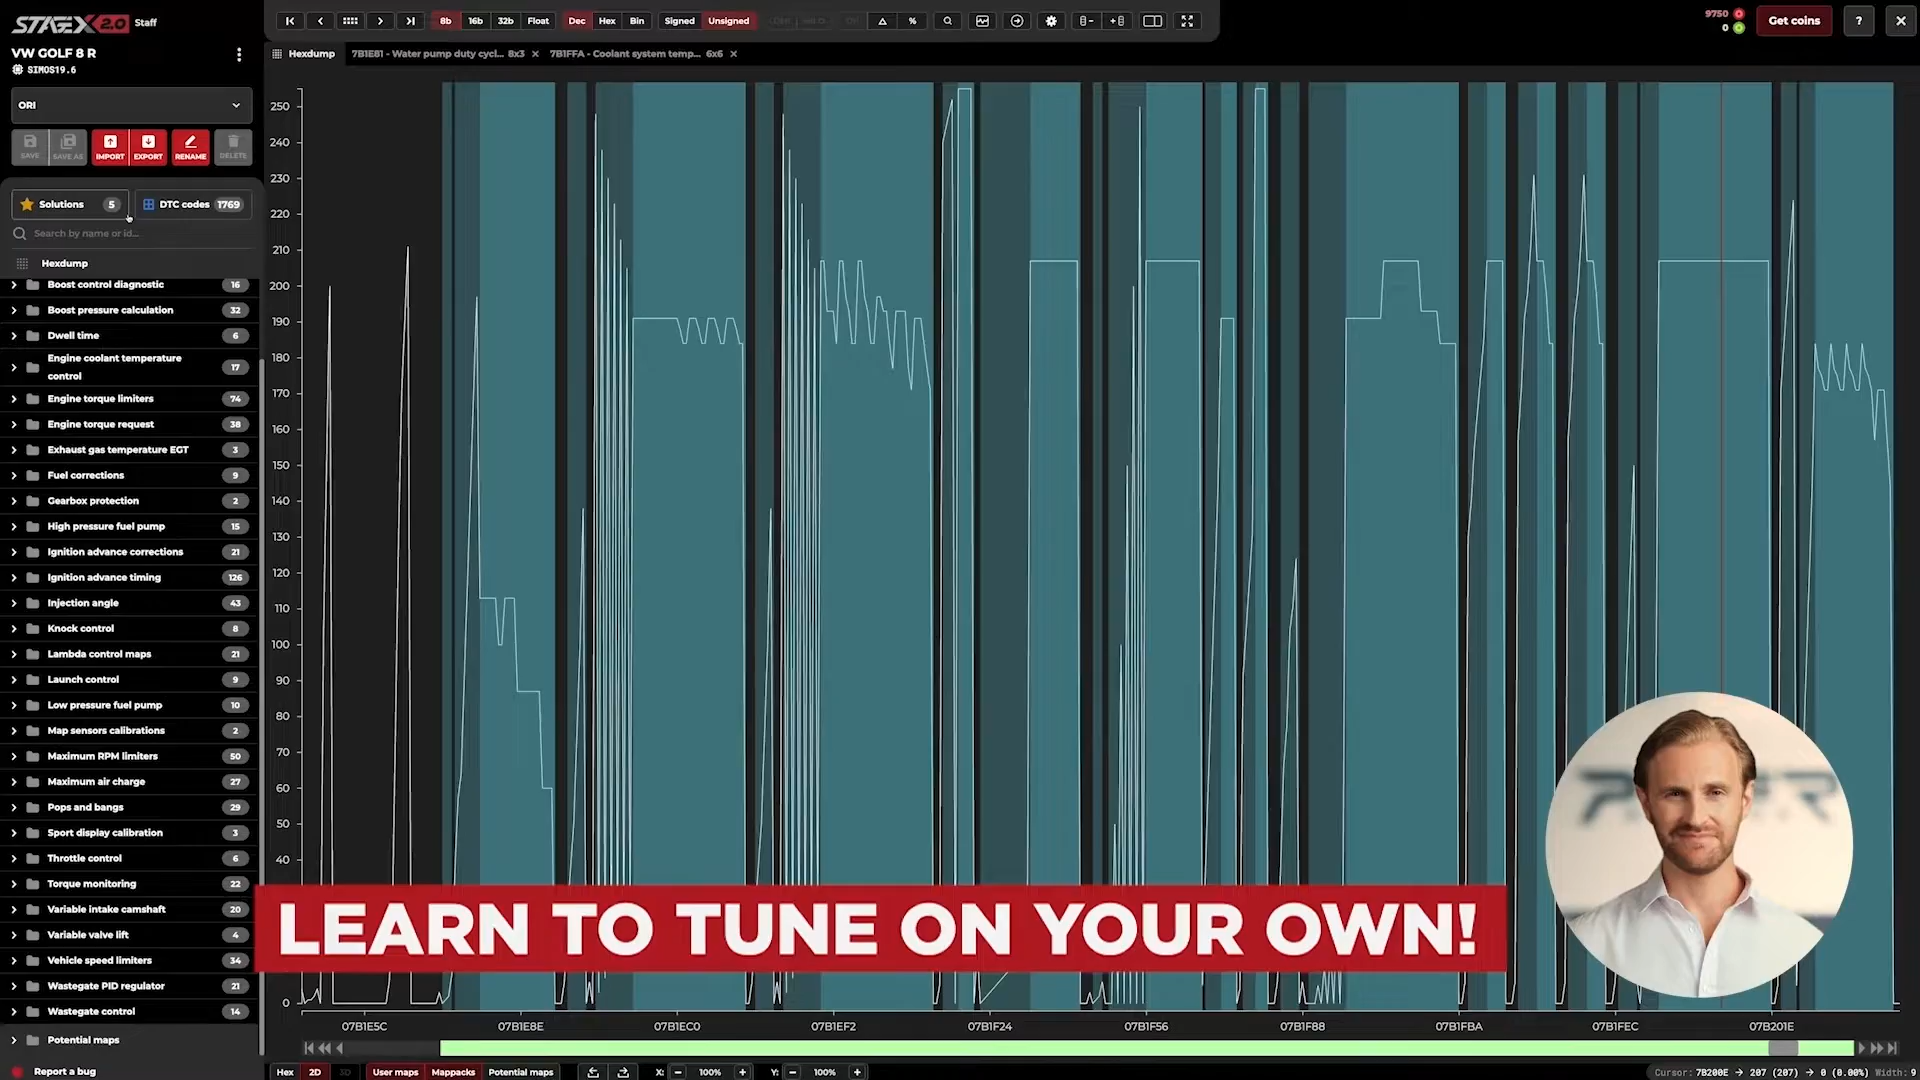 STAGEX 2.0 Staff
VW GOLF 8 R
SIMOS19.6
ORI
SAVE SAVE AS IMPORT EXPORT RENAME DELETE
Solutions 5 DTC codes 1769
Search by name or id...
Hexdump
Boost control diagnostic 16
Boost pressure calculation 32
Dwell time 6
Engine coolant temperature control 17
Engine torque limiters 74
Engine torque request 38
Exhaust gas temperature EGT 3
Fuel corrections 9
Gearbox protection 2
High pressure fuel pump 15
Ignition advance corrections 21
Ignition advance timing 126
Injection angle 43
Knock control 8
Lambda control maps 21
Launch control 9
Low pressure fuel pump 10
Map sensors calibrations 2
Maximum RPM limiters 50
Maximum air charge 27
Pops and bangs 29
Sport display calibration 3
Throttle control 6
Torque monitoring 22
Variable intake camshaft 20
Variable valve lift 4
Vehicle speed limiters 34
Wastegate PID regulator 21
Wastegate control 14
Potential maps
Report a bug
8b 16b 32b Float Dec Hex Bin Signed Unsigned %
9750
0
Get coins ?
Hexdump 7B1E81 - Water pump duty cycl... 8x3 7B1FFA - Coolant system temp... 6x6
250
240
230
220
210
200
190
180
170
160
150
140
130
120
110
100
90
80
70
60
50
40
0
LEARN TO TUNE ON YOUR OWN!
07B1E5C 07B1E8E 07B1EC0 07B1EF2 07B1F24 07B1F56 07B1F88 07B1FBA 07B1FEC 07B201E
Hex 2D 3D User maps Mappacks Potential maps X: 100% Y: 100%
Cursor: 7B200E → 207 (207) → 0 (0.00%) Width: 9